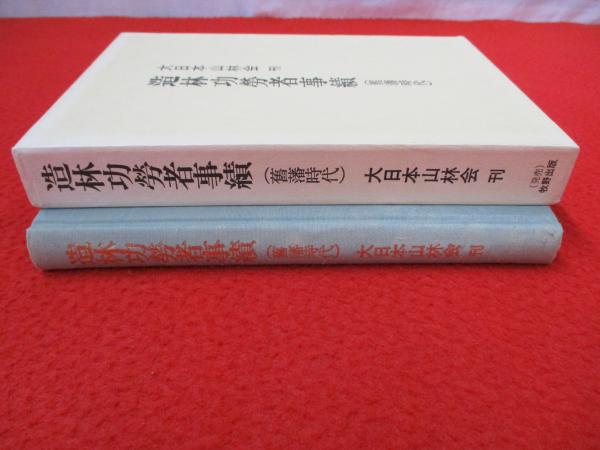 大日本山林会 刊
造林功勞者事績（舊藩時代）
造林功勞者事績（舊藩時代） 大日本山林会 刊
（発売）
牧野出版
造林功勞者事績（舊藩時代） 大日本山林会 刊